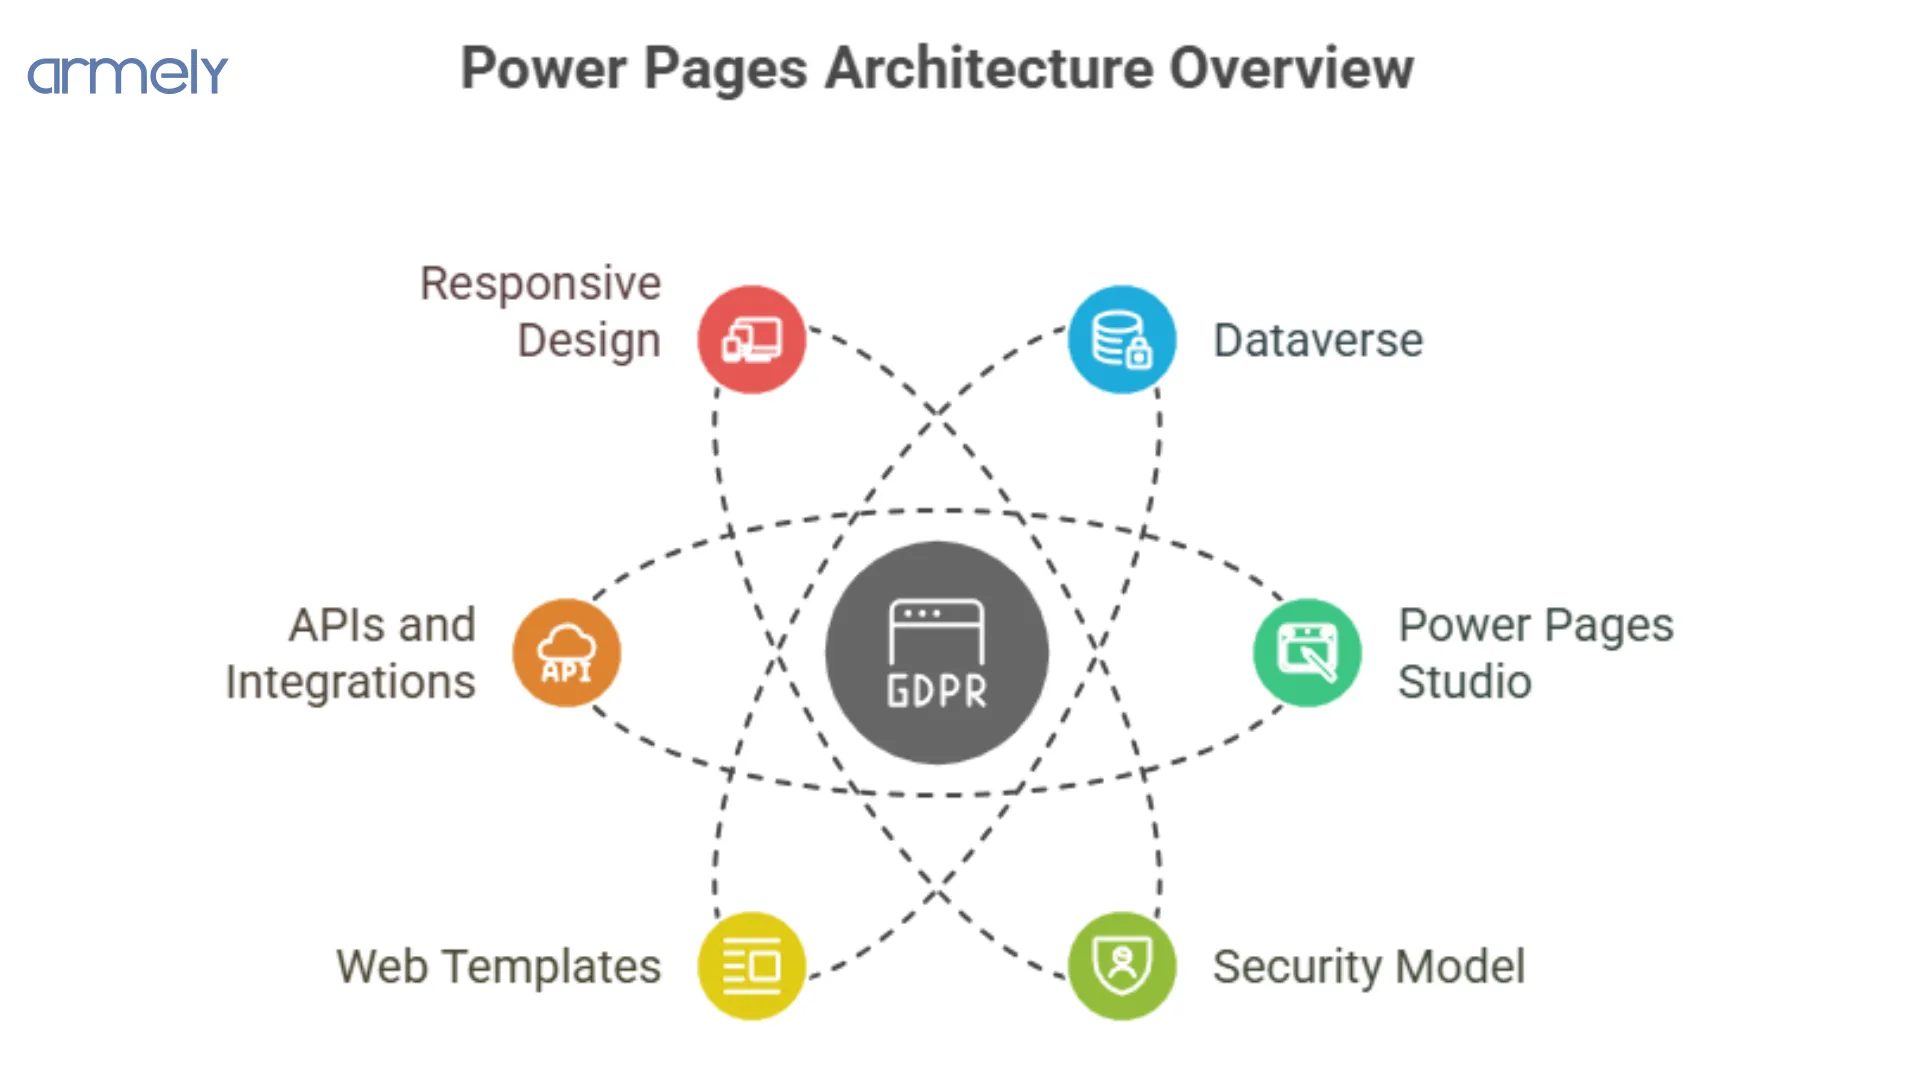 armely
Power Pages Architecture Overview
Responsive
Design
Dataverse
APIs and
Integrations
API
GDPR
Power Pages
Studio
Web Templates
Security Model